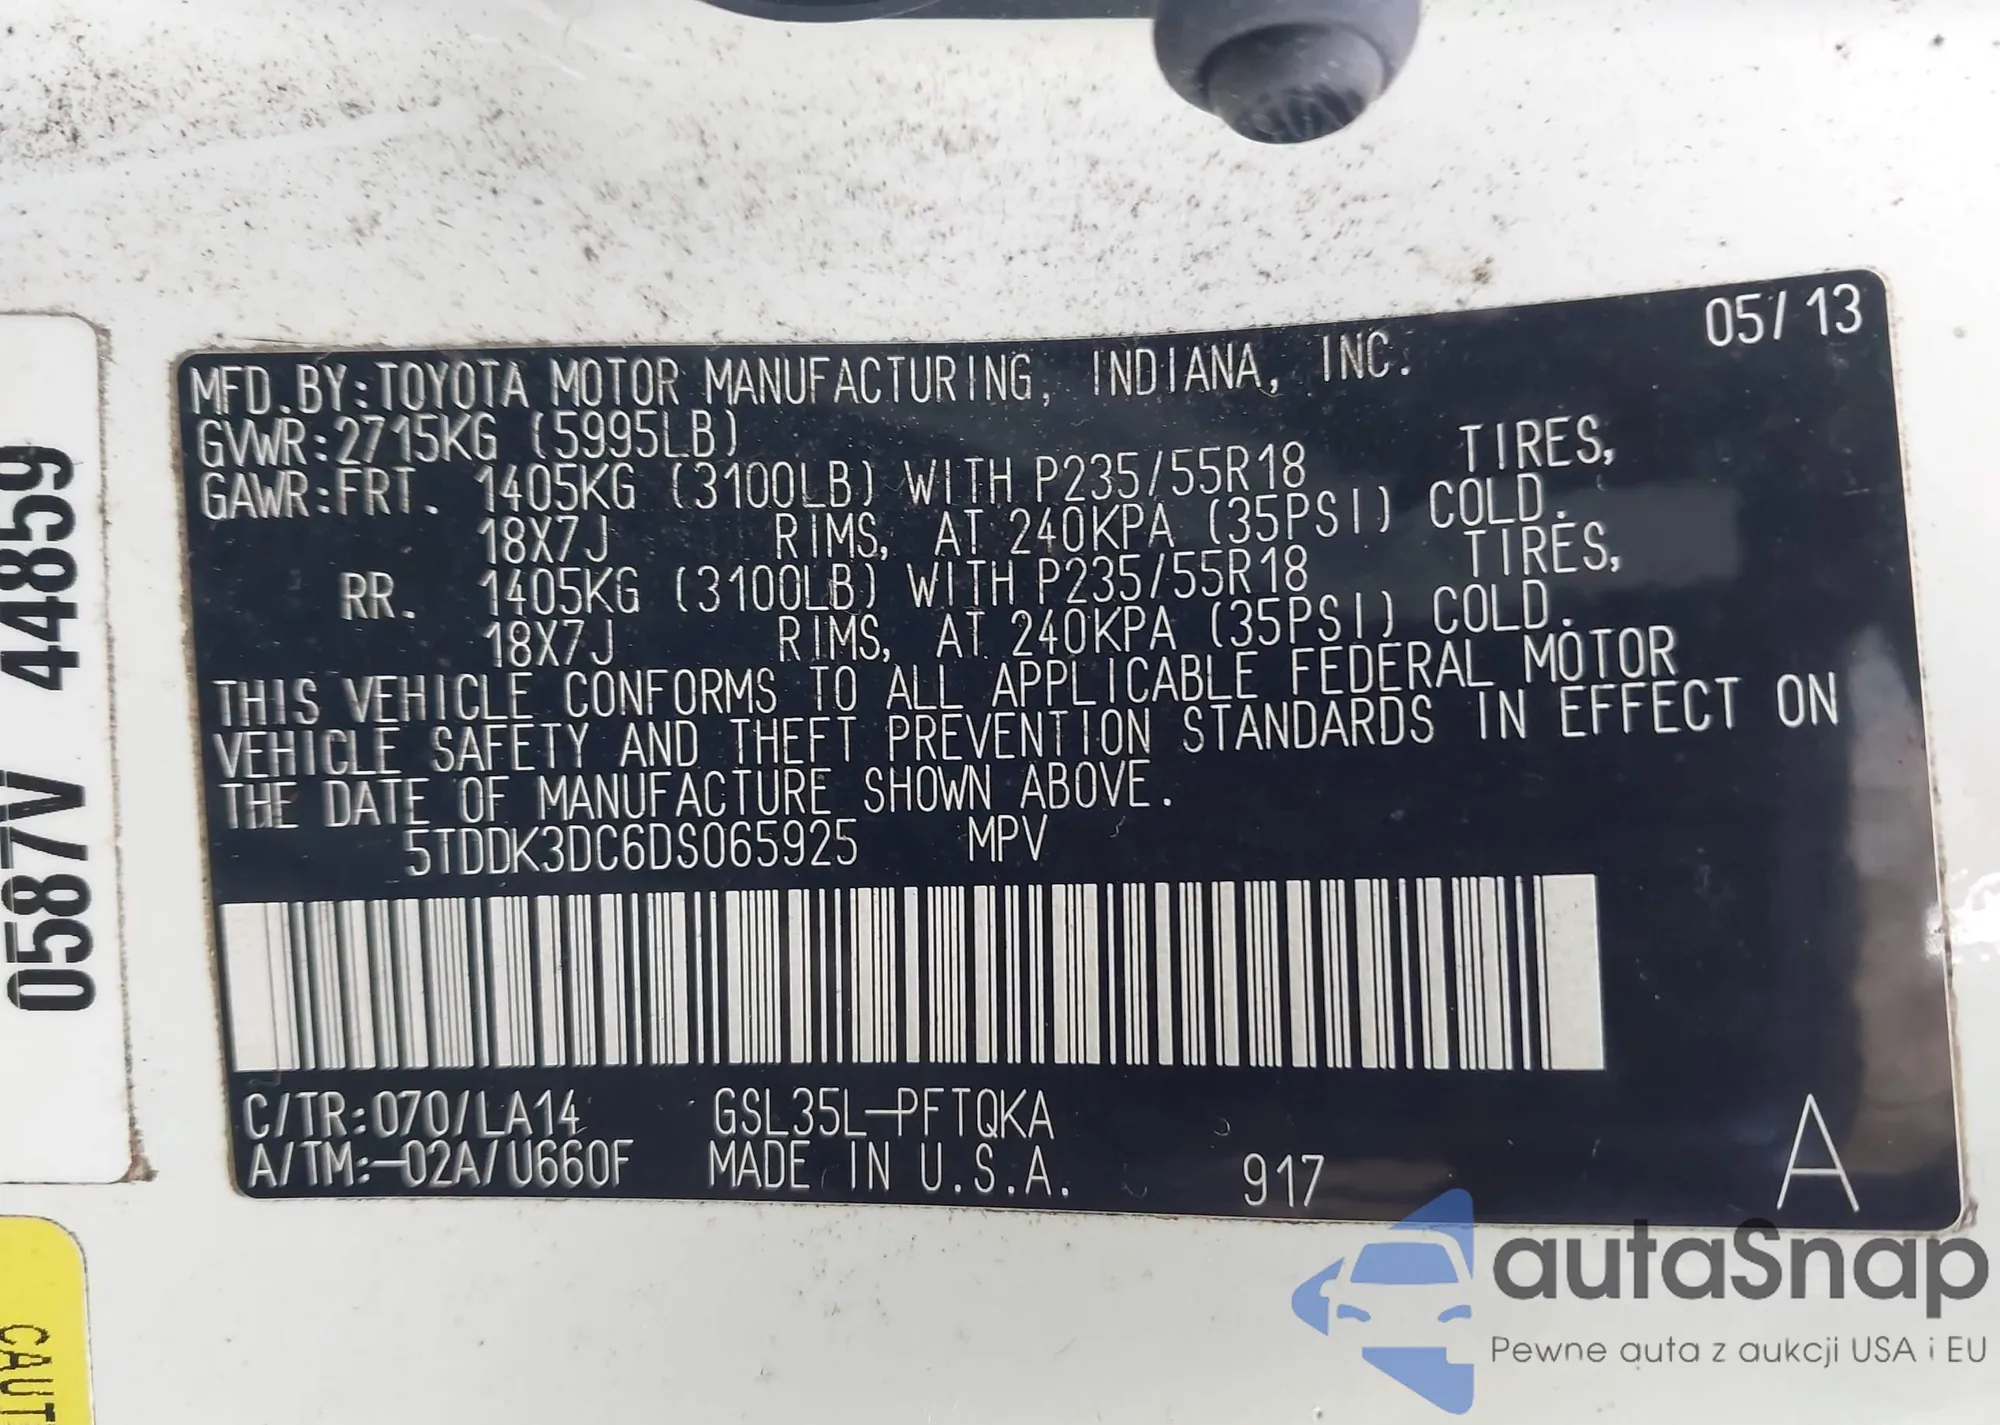 05/13
MFD.BY:TOYOTA MOTOR MANUFACTURING, INDIANA, INC.
GVWR:2715KG (5995LB)
GAWR:FRT. 1405KG (3100LB) WITH P235/55R18 TIRES,
18X7J RIMS, AT 240KPA (35PSI) COLD.
RR. 1405KG (3100LB) WITH P235/55R18 TIRES,
18X7J RIMS, AT 240KPA (35PSI) COLD.
THIS VEHICLE CONFORMS TO ALL APPLICABLE FEDERAL MOTOR
VEHICLE SAFETY AND THEFT PREVENTION STANDARDS IN EFFECT ON
THE DATE OF MANUFACTURE SHOWN ABOVE.
5TDDK3DC6DS065925 MPV
C/TR:070/LA14 GSL35L-PFTQKA
A/TM:-02A/U660F MADE IN U.S.A. 917 A
0587V 44859
autoSnap
Pewne auta z aukcji USA i EU